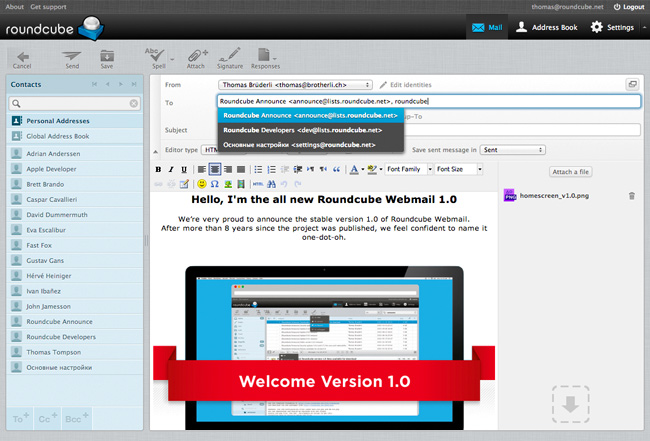 About Get support thomas@roundcube.net Logout
roundcube Mail Address Book Settings
Cancel Send Save Spell Attach Signature Responses
Abc
Contacts
Personal Addresses
Global Address Book
Adrian Anderssen
Apple Developer
Brett Brando
Caspar Cavallieri
David Dummermuth
Eva Escalibur
Fast Fox
Gustav Gans
Hérvé Heiniger
Ivan Ibañez
John Jamesson
Roundcube Announce
Roundcube Developers
Thomas Tompson
Основные настройки
To+ Cc+ Bcc+
From Thomas Brüderli <thomas@brotherli.ch> Edit identities
To Roundcube Announce <announce@lists.roundcube.net>, roundcube
Roundcube Announce <announce@lists.roundcube.net>
Roundcube Developers <dev@lists.roundcube.net>
Основные настройки <settings@roundcube.net>
up-To
Subject
Editor type HTM Save sent message in Sent
B I U Font Family Font Size
HTML
Attach a file
homescreen_v1.0.png
Hello, I'm the all new Roundcube Webmail 1.0
We're very proud to announce the stable version 1.0 of Roundcube Webmail.
After more than 8 years since the project was published, we feel confident to name it
one-dot-oh.
Welcome Version 1.0